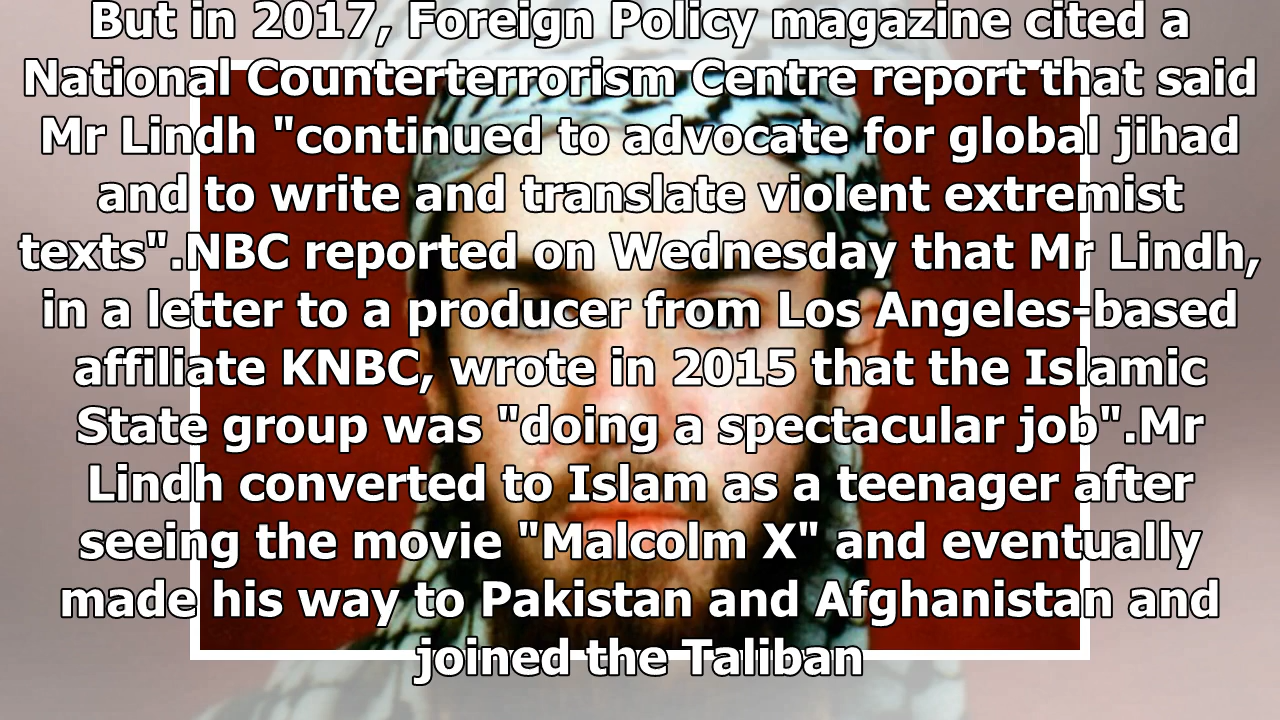 But in 2017, Foreign Policy magazine cited a
National Counterterrorism Centre report that said
Mr Lindh "continued to advocate for global jihad
and to write and translate violent extremist
texts".NBC reported on Wednesday that Mr Lindh,
in a letter to a producer from Los Angeles-based
affiliate KNBC, wrote in 2015 that the Islamic
State group was "doing a spectacular job".Mr
Lindh converted to Islam as a teenager after
seeing the movie "Malcolm X" and eventually
made his way to Pakistan and Afghanistan and
joined the Taliban